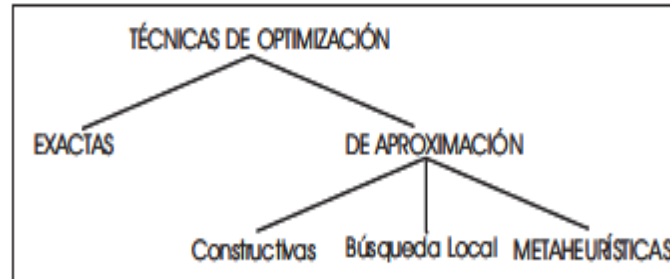 TÉCNICAS DE OPTIMIZACIÓN
EXACTAS DE APROXIMACIÓN
Constructivas Búsqueda Local METAHEURÍSTICAS